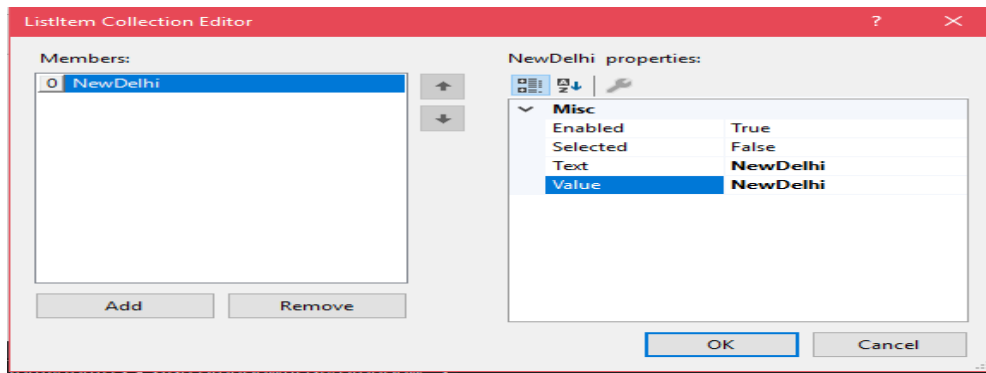 ListItem Collection Editor ?
Members:
0 NewDelhi
Add Remove
NewDelhi properties:
Misc
Enabled True
Selected False
Text NewDelhi
Value NewDelhi
OK Cancel